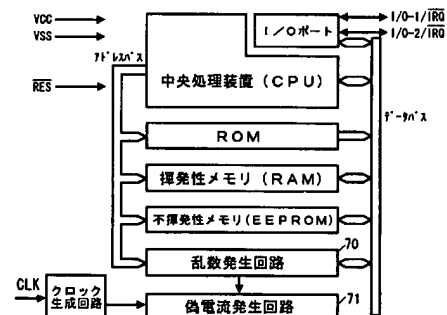 VCC
VSS
RES
アドレスバス
I/Oポート
I/O-1/IRQ
I/O-2/IRQ
中央処理装置(CPU)
データバス
ROM
揮発性メモリ(RAM)
不揮発性メモリ(EEPROM)
70
乱数発生回路
CLK
クロック
生成回路
71
偽電流発生回路